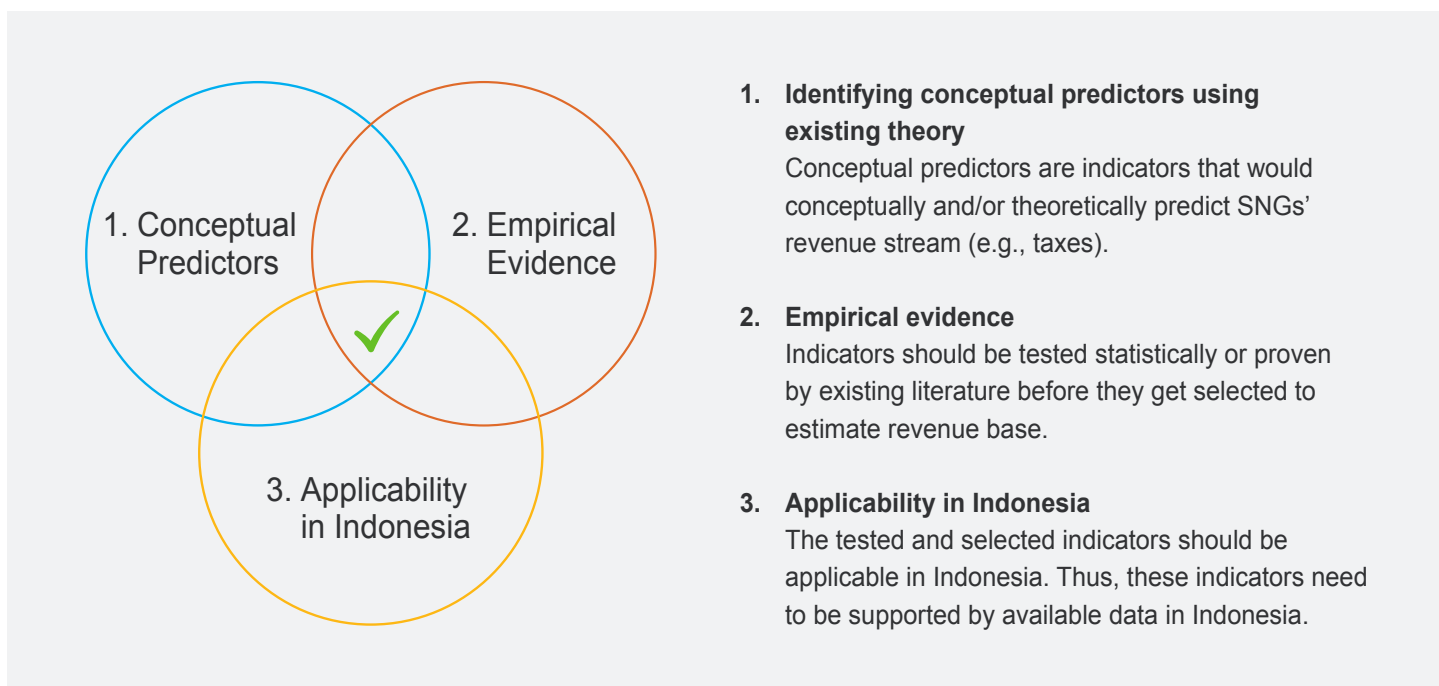 1. Conceptual
Predictors
2. Empirical
Evidence
3. Applicability
in Indonesia
1. Identifying conceptual predictors using
existing theory
Conceptual predictors are indicators that would
conceptually and/or theoretically predict SNGs’
revenue stream (e.g., taxes).
2. Empirical evidence
Indicators should be tested statistically or proven
by existing literature before they get selected to
estimate revenue base.
3. Applicability in Indonesia
The tested and selected indicators should be
applicable in Indonesia. Thus, these indicators need
to be supported by available data in Indonesia.